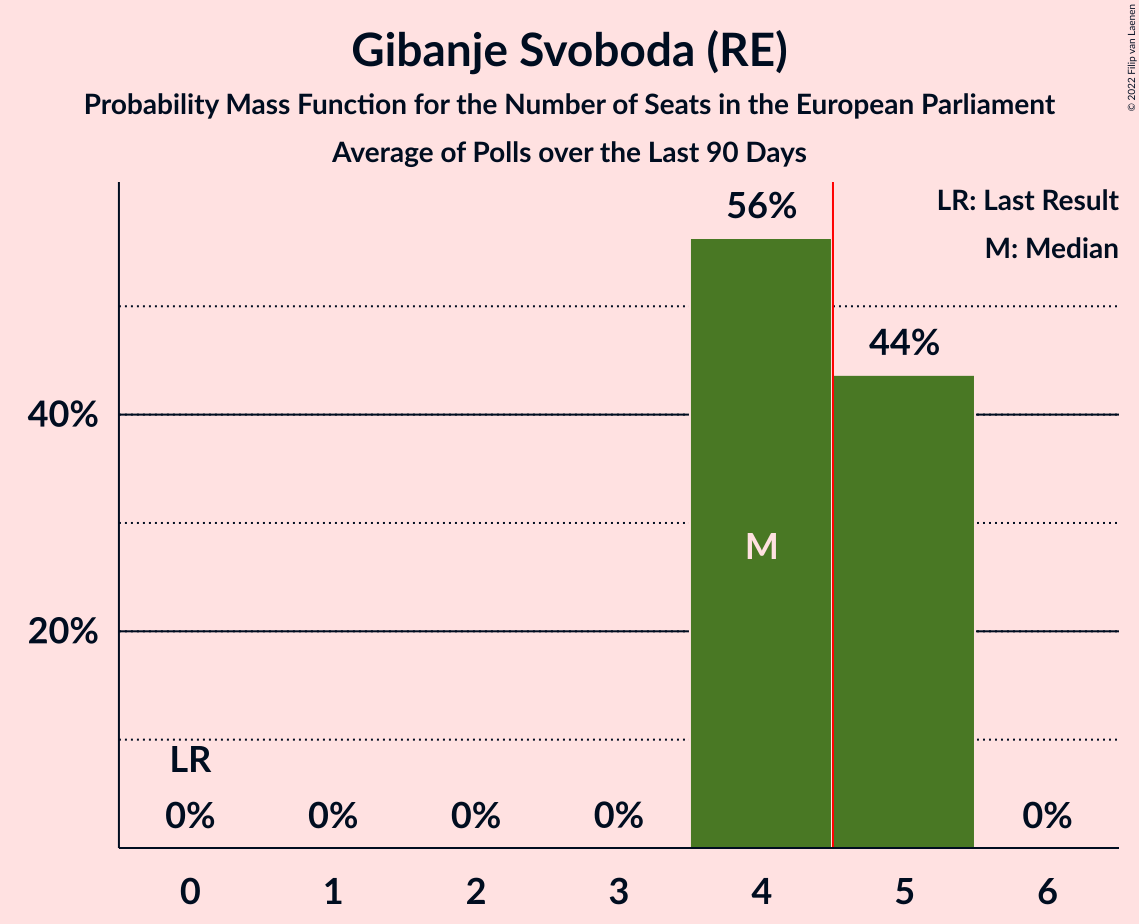 Gibanje Svoboda (RE)
Probability Mass Function for the Number of Seats in the European Parliament
Average of Polls over the Last 90 Days
© 2022 Filip van Laenen
LR: Last Result
M: Median
56%
44%
40%
M
20%
LR
0%
0%
0%
0%
0%
0
1
2
3
4
5
6